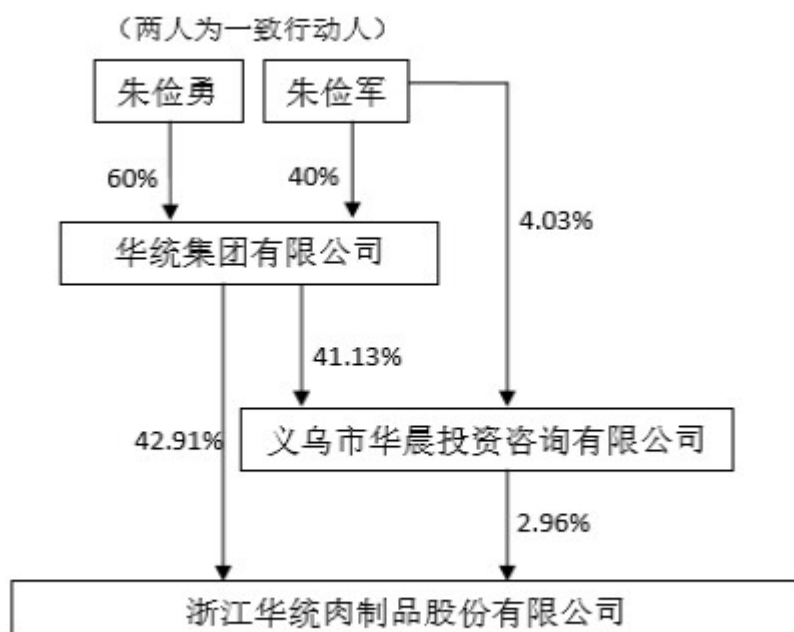 （两人为一致行动人）
朱俭勇
朱俭军
60%
40%
4.03%
华统集团有限公司
41.13%
42.91%
义乌市华晨投资咨询有限公司
2.96%
浙江华统肉制品股份有限公司